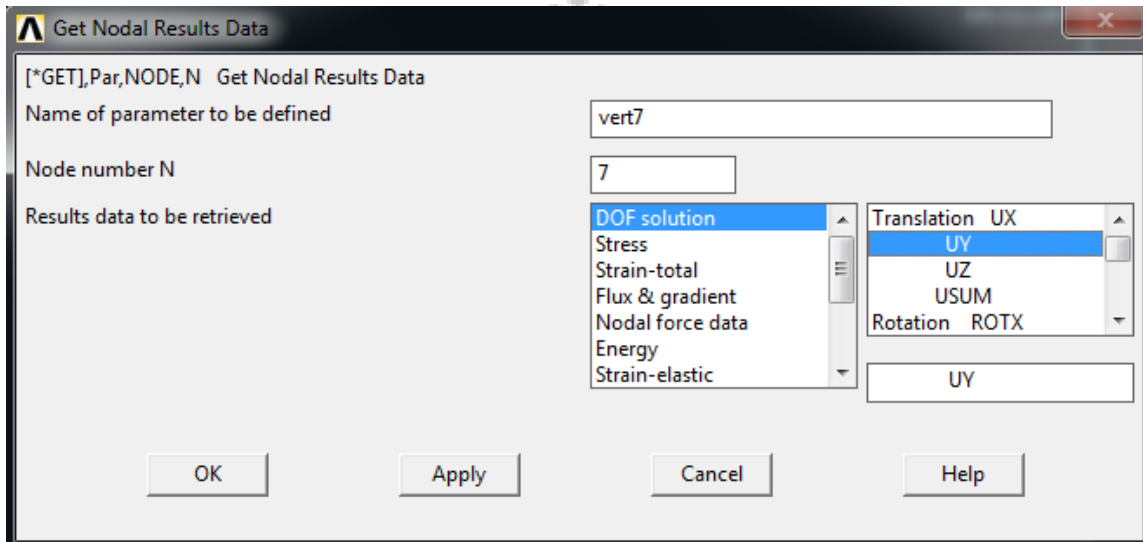 Get Nodal Results Data
X
[*GET],Par,NODE,N Get Nodal Results Data
Name of parameter to be defined
vert7
Node number N
7
Results data to be retrieved
DOF solution
Stress
Strain-total
Flux & gradient
Nodal force data
Energy
Strain-elastic
Translation UX
UY
UZ
USUM
Rotation ROTX
UY
OK
Apply
Cancel
Help